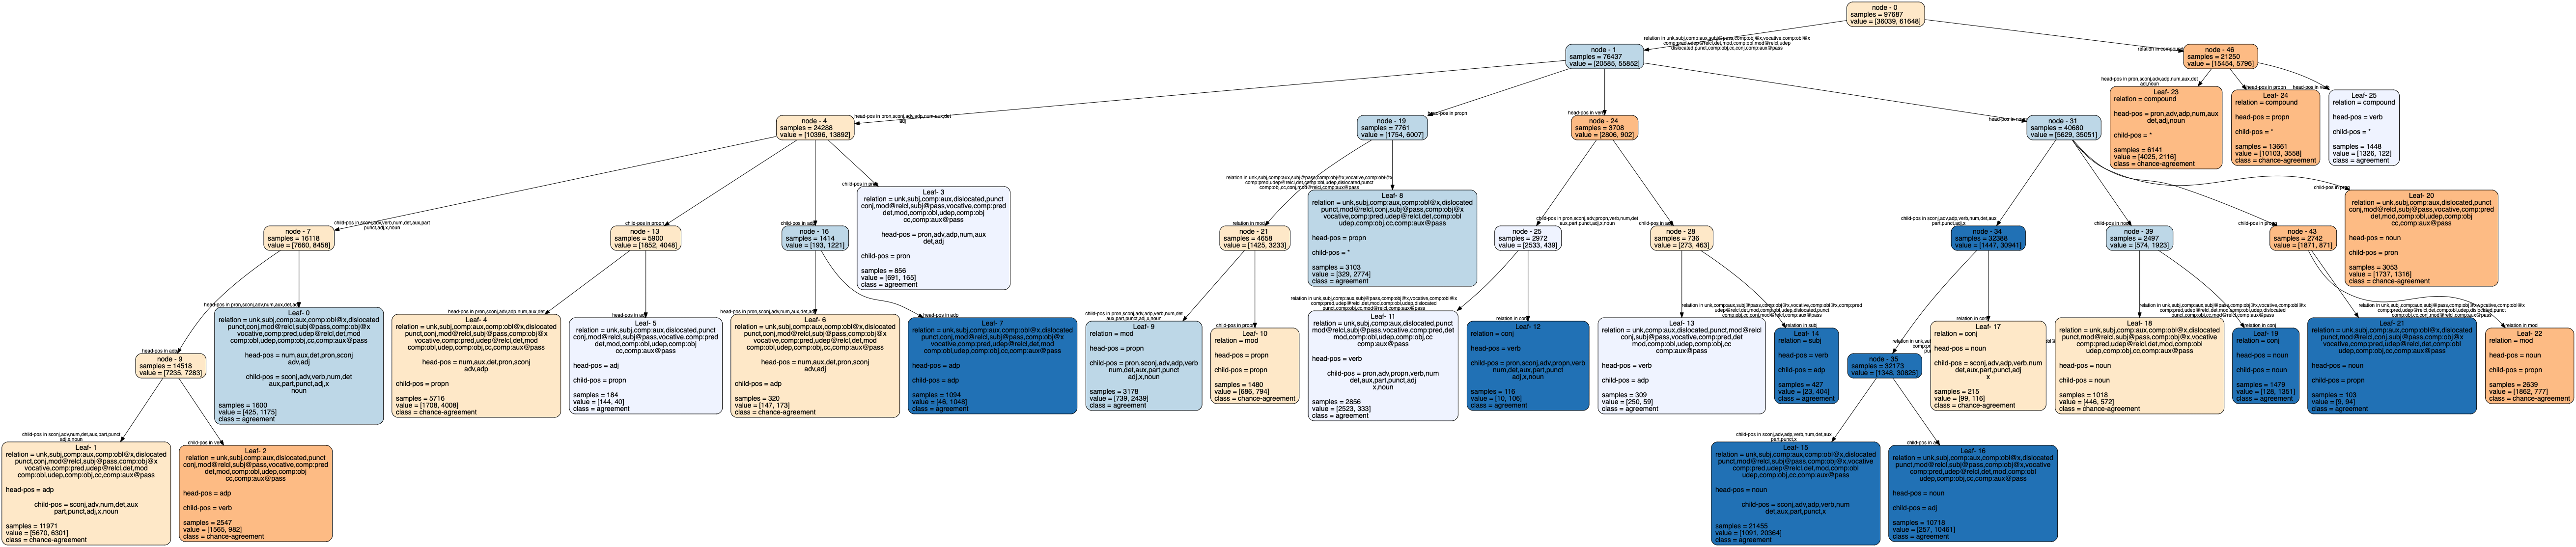 node - 0
samples = 97687
value = [36039, 61648]
relation in unk,subj,comp:aux,subj@pass,comp:obj@x,vocative,comp:obl@x
comp:pred,udep@relcl,det,mod,comp:obl,mod@relcl,udep
dislocated,punct,comp:obj,cc,conj,comp:aux@pass
node - 1
samples = 76437
value = [20585, 55852]
relation in compound
node - 46
samples = 21250
value = [15454, 5796]
head-pos in pron,sconj,adv,adp,num,aux,det
adj,noun
Leaf- 23
relation = compound
head-pos = pron,adv,adp,num,aux
det,adj,noun
child-pos = *
samples = 6141
value = [4025, 2116]
class = chance-agreement
head-pos in propn
Leaf- 24
relation = compound
head-pos = propn
child-pos = *
samples = 13661
value = [10103, 3558]
class = chance-agreement
head-pos in verb
Leaf- 25
relation = compound
head-pos = verb
child-pos = *
samples = 1448
value = [1326, 122]
class = agreement
head-pos in pron,sconj,adv,adp,num,aux,det
adj
node - 4
samples = 24288
value = [10396, 13892]
head-pos in propn
node - 19
samples = 7761
value = [1754, 6007]
head-pos in verb
node - 24
samples = 3708
value = [2806, 902]
head-pos in noun
node - 31
samples = 40680
value = [5629, 35051]
child-pos in sconj,adv,verb,num,det,aux,part
punct,adj,x,noun
node - 7
samples = 16118
value = [7660, 8458]
child-pos in propn
node - 13
samples = 5900
value = [1852, 4048]
child-pos in adp
node - 16
samples = 1414
value = [193, 1221]
child-pos in pron
Leaf- 3
relation = unk,subj,comp:aux,dislocated,punct
conj,mod@relcl,subj@pass,vocative,comp:pred
det,mod,comp:obl,udep,comp:obj
cc,comp:aux@pass
head-pos = pron,adv,adp,num,aux
det,adj
child-pos = pron
samples = 856
value = [691, 165]
class = agreement
relation in mod
node - 21
samples = 4658
value = [1425, 3233]
relation in unk,subj,comp:aux,subj@pass,comp:obj@x,vocative,comp:obl@x
comp:pred,udep@relcl,det,comp:obl,udep,dislocated,punct
comp:obj,cc,conj,mod@relcl,comp:aux@pass
Leaf- 8
relation = unk,subj,comp:aux,comp:obl@x,dislocated
punct,mod@relcl,conj,subj@pass,comp:obj@x
vocative,comp:pred,udep@relcl,det,comp:obl
udep,comp:obj,cc,comp:aux@pass
head-pos = propn
child-pos = *
samples = 3103
value = [329, 2774]
class = agreement
child-pos in pron,sconj,propn,verb,num,det
aux,part,punct,adj,x,noun
node - 25
samples = 2972
value = [2533, 439]
child-pos in adp
node - 28
samples = 736
value = [273, 463]
child-pos in sconj,adv,adp,verb,num,det,aux
part,punct,adj,x
node - 34
samples = 32388
value = [1447, 30941]
child-pos in noun
node - 39
samples = 2497
value = [574, 1923]
child-pos in propn
node - 43
samples = 2742
value = [1871, 871]
child-pos in pron
Leaf- 20
relation = unk,subj,comp:aux,dislocated,punct
conj,mod@relcl,subj@pass,vocative,comp:pred
det,mod,comp:obl,udep,comp:obj
cc,comp:aux@pass
head-pos = noun
child-pos = pron
samples = 3053
value = [1737, 1316]
class = chance-agreement
head-pos in adp
node - 9
samples = 14518
value = [7235, 7283]
head-pos in pron,sconj,adv,num,aux,det,adj
Leaf- 0
relation = unk,subj,comp:aux,comp:obl@x,dislocated
punct,conj,mod@relcl,subj@pass,comp:obj@x
vocative,comp:pred,udep@relcl,det,mod
comp:obl,udep,comp:obj,cc,comp:aux@pass
head-pos = num,aux,det,pron,sconj
adv,adj
child-pos = sconj,adv,verb,num,det
aux,part,punct,adj,x
noun
samples = 1600
value = [425, 1175]
class = agreement
head-pos in pron,sconj,adv,adp,num,aux,det
Leaf- 4
relation = unk,subj,comp:aux,comp:obl@x,dislocated
punct,conj,mod@relcl,subj@pass,comp:obj@x
vocative,comp:pred,udep@relcl,det,mod
comp:obl,udep,comp:obj,cc,comp:aux@pass
head-pos = num,aux,det,pron,sconj
adv,adp
child-pos = propn
samples = 5716
value = [1708, 4008]
class = chance-agreement
head-pos in adj
Leaf- 5
relation = unk,subj,comp:aux,dislocated,punct
conj,mod@relcl,subj@pass,vocative,comp:pred
det,mod,comp:obl,udep,comp:obj
cc,comp:aux@pass
head-pos = adj
child-pos = propn
samples = 184
value = [144, 40]
class = agreement
head-pos in pron,sconj,adv,num,aux,det,adj
Leaf- 6
relation = unk,subj,comp:aux,comp:obl@x,dislocated
punct,conj,mod@relcl,subj@pass,comp:obj@x
vocative,comp:pred,udep@relcl,det,mod
comp:obl,udep,comp:obj,cc,comp:aux@pass
head-pos = num,aux,det,pron,sconj
adv,adj
child-pos = adp
samples = 320
value = [147, 173]
class = chance-agreement
head-pos in adp
Leaf- 7
relation = unk,subj,comp:aux,comp:obl@x,dislocated
punct,conj,mod@relcl,subj@pass,comp:obj@x
vocative,comp:pred,udep@relcl,det,mod
comp:obl,udep,comp:obj,cc,comp:aux@pass
head-pos = adp
child-pos = adp
samples = 1094
value = [46, 1048]
class = agreement
child-pos in pron,sconj,adv,adp,verb,num,det
aux,part,punct,adj,x,noun
Leaf- 9
relation = mod
head-pos = propn
child-pos = pron,sconj,adv,adp,verb
num,det,aux,part,punct
adj,x,noun
samples = 3178
value = [739, 2439]
class = agreement
child-pos in propn
Leaf- 10
relation = mod
head-pos = propn
child-pos = propn
samples = 1480
value = [686, 794]
class = chance-agreement
relation in unk,subj,comp:aux,subj@pass,comp:obj@x,vocative,comp:obl@x
comp:pred,udep@relcl,det,mod,comp:obl,dislocated
punct,comp:obj,cc,mod@relcl,comp:aux@pass
Leaf- 11
relation = unk,subj,comp:aux,dislocated,punct
mod@relcl,subj@pass,vocative,comp:pred,det
mod,comp:obl,udep,comp:obj,cc
comp:aux@pass
head-pos = verb
child-pos = pron,adv,propn,verb,num
det,aux,part,punct,adj
x,noun
samples = 2856
value = [2523, 333]
class = agreement
relation in conj
Leaf- 12
relation = conj
head-pos = verb
child-pos = pron,sconj,adv,propn,verb
num,det,aux,part,punct
adj,x,noun
samples = 116
value = [10, 106]
class = agreement
relation in unk,comp:aux,subj@pass,comp:obj@x,vocative,comp:obl@x,comp:pred
udep@relcl,det,mod,comp:obl,udep,dislocated,punct
comp:obj,cc,conj,mod@relcl,comp:aux@pass
Leaf- 13
relation = unk,comp:aux,dislocated,punct,mod@relcl
conj,subj@pass,vocative,comp:pred,det
mod,comp:obl,udep,comp:obj,cc
comp:aux@pass
head-pos = verb
child-pos = adp
samples = 309
value = [250, 59]
class = agreement
relation in subj
Leaf- 14
relation = subj
head-pos = verb
child-pos = adp
samples = 427
value = [23, 404]
class = agreement
node - 35
samples = 32173
value = [1348, 30825]
relation in conj
Leaf- 17
relation = conj
head-pos = noun
child-pos = sconj,adv,adp,verb,num
det,aux,part,punct,adj
x
samples = 215
value = [99, 116]
class = chance-agreement
relation in unk,subj,comp:aux,subj@pass,comp:obj@x,vocative,comp:obl@x
Leaf- 18
relation = unk,subj,comp:aux,comp:obl@x,dislocated
punct,mod@relcl,subj@pass,comp:obj@x,vocative
comp:pred,udep@relcl,det,mod,comp:obl
udep,comp:obj,cc,comp:aux@pass
head-pos = noun
child-pos = noun
samples = 1018
value = [446, 572]
class = chance-agreement
relation in conj
Leaf- 19
relation = conj
head-pos = noun
child-pos = noun
samples = 1479
value = [128, 1351]
class = agreement
relation in unk,subj,comp:aux,subj@pass,comp:obj@x,vocative,comp:obl@x
Leaf- 21
relation = unk,subj,comp:aux,comp:obl@x,dislocated
punct,conj,mod@relcl,subj@pass,comp:obj@x
vocative,comp:pred,udep@relcl,det,comp:obl
udep,comp:obj,cc,comp:aux@pass
head-pos = noun
child-pos = propn
samples = 103
value = [9, 94]
class = agreement
relation in mod
Leaf- 22
relation = mod
head-pos = noun
child-pos = propn
samples = 2639
value = [1862, 777]
class = chance-agreement
child-pos in sconj,adv,num,det,aux,part,punct
adj,x,noun
Leaf- 1
relation = unk,subj,comp:aux,comp:obl@x,dislocated
punct,conj,mod@relcl,subj@pass,comp:obj@x
vocative,comp:pred,udep@relcl,det,mod
comp:obl,udep,comp:obj,cc,comp:aux@pass
head-pos = adp
child-pos = sconj,adv,num,det,aux
part,punct,adj,x,noun
samples = 11971
value = [5670, 6301]
class = chance-agreement
child-pos in verb
Leaf- 2
relation = unk,subj,comp:aux,dislocated,punct
conj,mod@relcl,subj@pass,vocative,comp:pred
det,mod,comp:obl,udep,comp:obj
cc,comp:aux@pass
head-pos = adp
child-pos = verb
samples = 2547
value = [1565, 982]
class = chance-agreement
child-pos in sconj,adv,adp,verb,num,det,aux
part,punct,x
Leaf- 15
relation = unk,subj,comp:aux,comp:obl@x,dislocated
punct,mod@relcl,subj@pass,comp:obj@x,vocative
comp:pred,udep@relcl,det,mod,comp:obl
udep,comp:obj,cc,comp:aux@pass
head-pos = noun
child-pos = sconj,adv,adp,verb,num
det,aux,part,punct,x
samples = 21455
value = [1091, 20364]
class = agreement
child-pos in adj
Leaf- 16
relation = unk,subj,comp:aux,comp:obl@x,dislocated
punct,mod@relcl,subj@pass,comp:obj@x,vocative
comp:pred,udep@relcl,det,mod,comp:obl
udep,comp:obj,cc,comp:aux@pass
head-pos = noun
child-pos = adj
samples = 10718
value = [257, 10461]
class = agreement